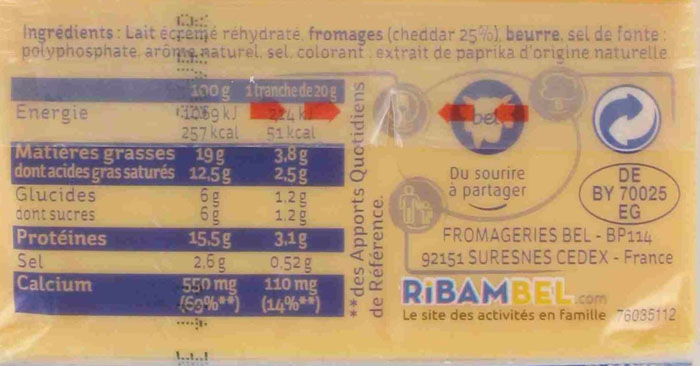 Ingrédients : Lait écrémé réhydraté, fromages (cheddar 25%), beurre, sel de fonte :
polyphosphate, arôme naturel, sel, colorant : extrait de paprika d'origine naturelle
100 g 1 tranche de 20 g
Energie 1069 kJ 214 kJ
257 kcal 51 kcal
Matières grasses 19 g 3,8 g
dont acides gras saturés 12,5 g 2,5 g
Glucides 6 g 1,2 g
dont sucres 6 g 1,2 g
Protéines 15,5 g 3,1 g
Sel 2,6 g 0,52 g
Calcium 550 mg 110 mg
(69%**) (14%**)
**des Apports Quotidiens
de Référence.
bel
Du sourire
à partager
DE
BY 70025
EG
FROMAGERIES BEL - BP114
92151 SURESNES CEDEX - France
RiBAMBEL.com
Le site des activités en famille 76035112